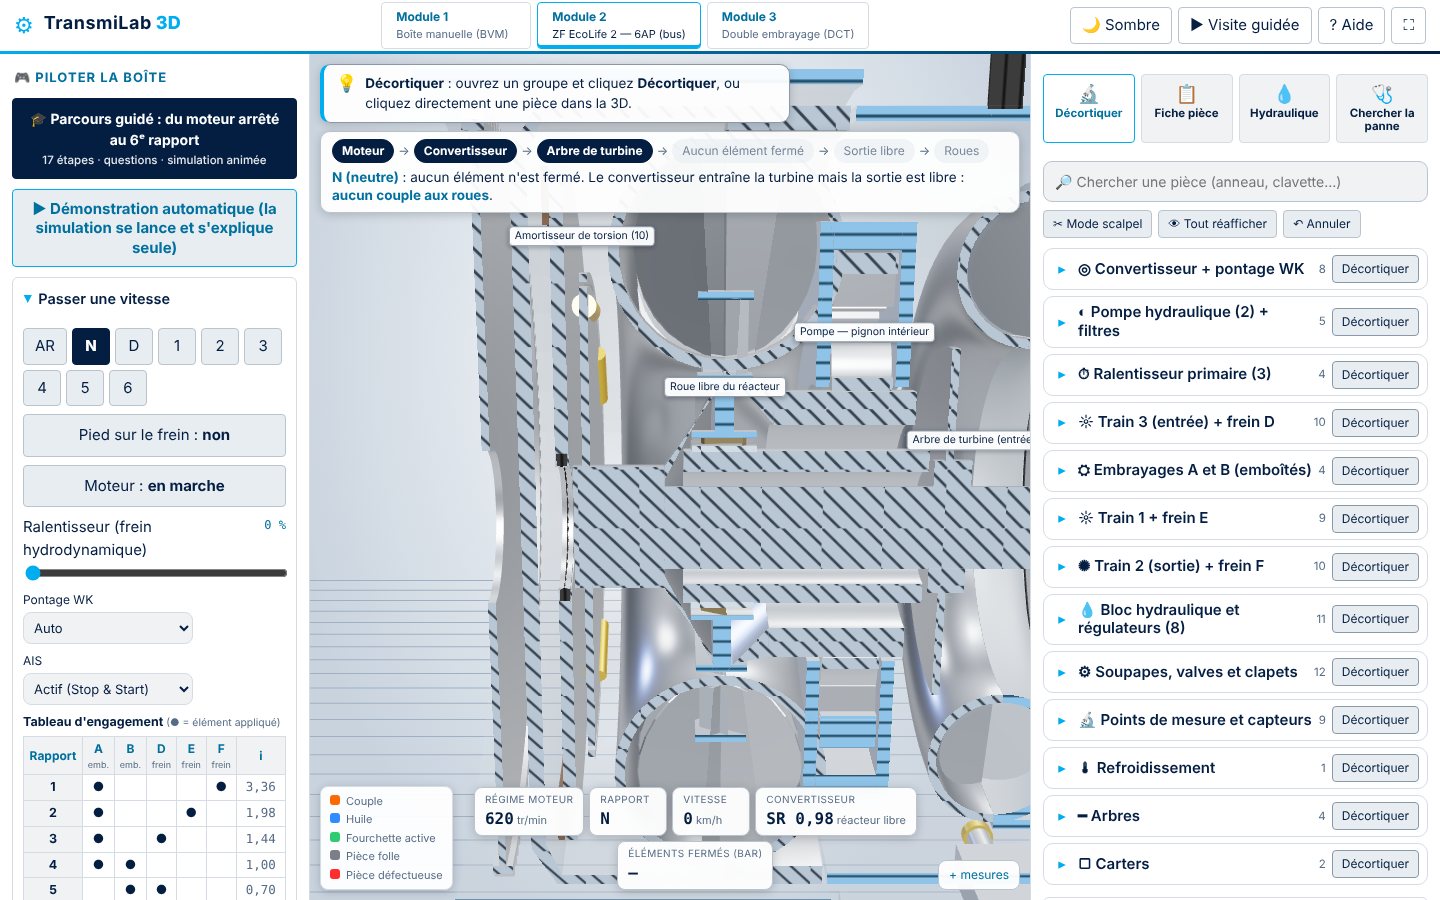 TransmiLab 3D
Module 1
Boîte manuelle (BVM)
Module 2
ZF EcoLife 2 — 6AP (bus)
Module 3
Double embrayage (DCT)
🌙 Sombre
▶ Visite guidée
? Aide
🎮 PILOTER LA BOÎTE
🎓 Parcours guidé : du moteur arrêté
au 6ᵉ rapport
17 étapes · questions · simulation animée
▶ Démonstration automatique (la
simulation se lance et s'explique
seule)
▼ Passer une vitesse
AR N D 1 2 3
4 5 6
Pied sur le frein : non
Moteur : en marche
Ralentisseur (frein
hydrodynamique)
0 %
Pontage WK
Auto
AIS
Actif (Stop & Start)
Tableau d'engagement (● = élément appliqué)
Rapport A emb. B emb. D frein E frein F frein i
1 ● ● 3,36
2 ● ● 1,98
3 ● ● 1,44
4 ● ● 1,00
5 ● ● 0,70
💡 Décortiquer : ouvrez un groupe et cliquez Décortiquer, ou
cliquez directement une pièce dans la 3D.
Moteur → Convertisseur → Arbre de turbine → Aucun élément fermé → Sortie libre → Roues
N (neutre) : aucun élément n'est fermé. Le convertisseur entraîne la turbine mais la sortie est libre :
aucun couple aux roues.
Amortisseur de torsion (10)
Pompe — pignon intérieur
Roue libre du réacteur
Arbre de turbine (entrée
Couple
Huile
Fourchette active
Pièce folle
Pièce défectueuse
RÉGIME MOTEUR
620 tr/min
RAPPORT
N
VITESSE
0 km/h
CONVERTISSEUR
SR 0,98 réacteur libre
ÉLÉMENTS FERMÉS (BAR)
—
+ mesures
Décortiquer
Fiche pièce
Hydraulique
Chercher la
panne
🔎 Chercher une pièce (anneau, clavette…)
✂ Mode scalpel
👁 Tout réafficher
↶ Annuler
▸ ◎ Convertisseur + pontage WK 8 Décortiquer
▸ Pompe hydraulique (2) +
filtres 5 Décortiquer
▸ ⏱ Ralentisseur primaire (3) 4 Décortiquer
▸ Train 3 (entrée) + frein D 10 Décortiquer
▸ Embrayages A et B (emboîtés) 4 Décortiquer
▸ Train 1 + frein E 9 Décortiquer
▸ Train 2 (sortie) + frein F 10 Décortiquer
▸ 💧 Bloc hydraulique et
régulateurs (8) 11 Décortiquer
▸ ⚙ Soupapes, valves et clapets 12 Décortiquer
▸ 🔬 Points de mesure et capteurs 9 Décortiquer
▸ 🌡 Refroidissement 1 Décortiquer
▸ ━ Arbres 4 Décortiquer
▸ Carters 2 Décortiquer